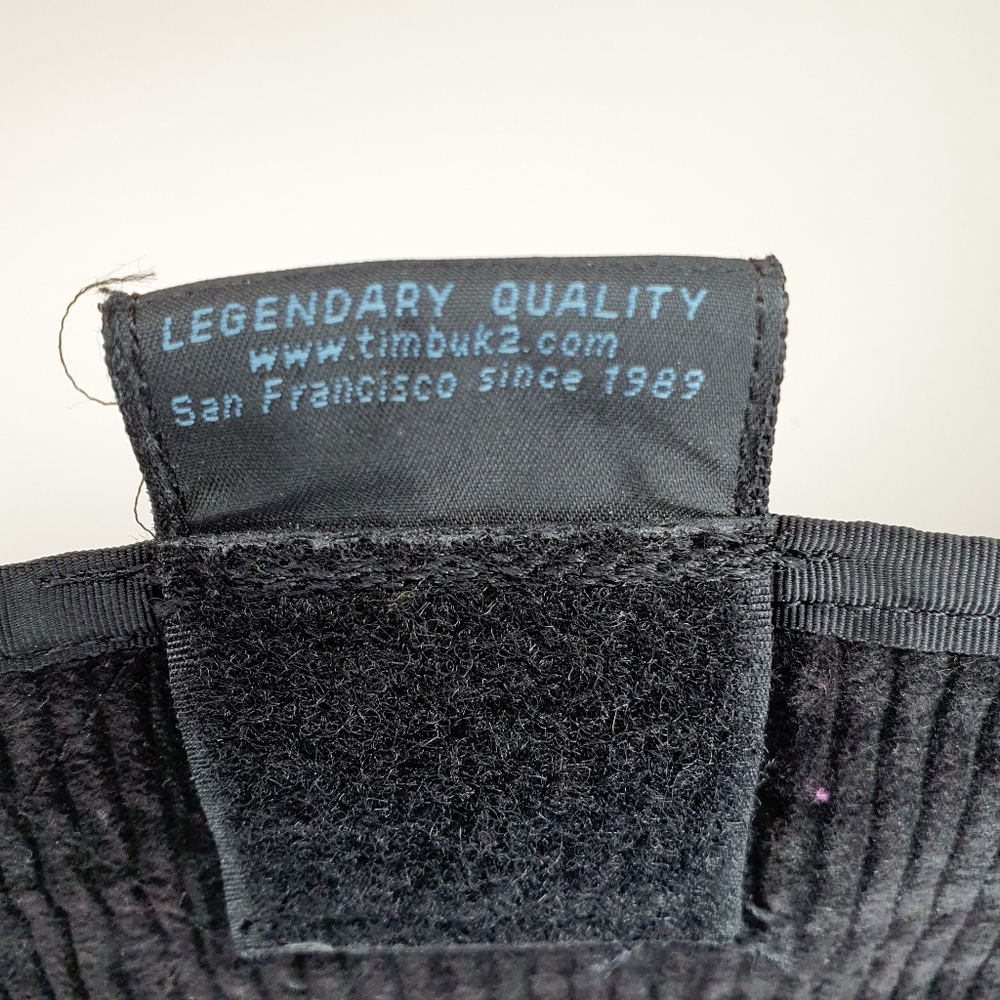 LEGENDARY QUALITY
www.timbuk2.com
San Francisco since 1989